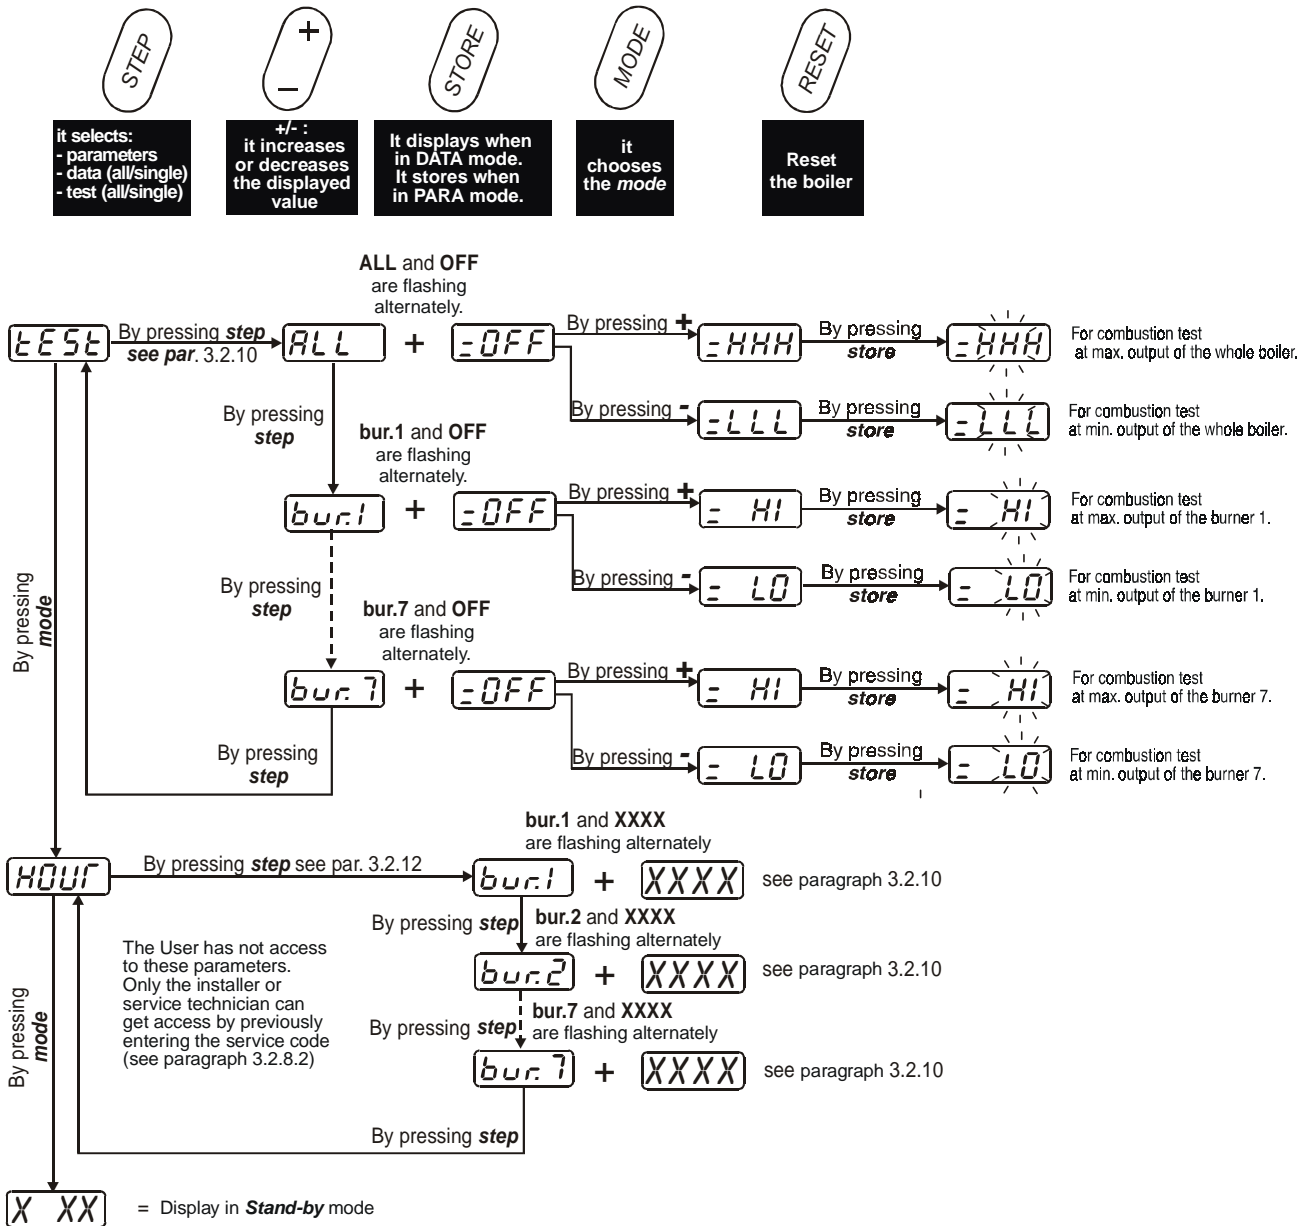 STEP
+
−
STORE
MODE
RESET
it selects:
- parameters
- data (all/single)
- test (all/single)
+/- :
it increases
or decreases
the displayed
value
It displays when
in DATA mode.
It stores when
in PARA mode.
it
chooses
the mode
Reset
the boiler
ALL and OFF
are flashing
alternately.
tESt
By pressing step
see par. 3.2.10
ALL
+
=OFF
By pressing +
=HHH
By pressing
store
=HHH
For combustion test
at max. output of the whole boiler.
By pressing -
=LLL
By pressing
store
=LLL
For combustion test
at min. output of the whole boiler.
By pressing
step
bur.1 and OFF
are flashing
alternately.
bur.1
+
=OFF
By pressing +
= HI
By pressing
store
= HI
For combustion test
at max. output of the burner 1.
By pressing -
= LO
By pressing
store
= LO
For combustion test
at min. output of the burner 1.
By pressing
step
bur.7 and OFF
are flashing
alternately.
bur.7
+
=OFF
By pressing +
= HI
By pressing
store
= HI
For combustion test
at max. output of the burner 7.
By pressing -
= LO
By pressing
store
= LO
For combustion test
at min. output of the burner 7.
By pressing
step
By pressing
mode
HOUr
By pressing step see par. 3.2.12
bur.1 and XXXX
are flashing alternately
bur.1
+
XXXX
see paragraph 3.2.10
By pressing step
bur.2 and XXXX
are flashing alternately
bur.2
+
XXXX
see paragraph 3.2.10
By pressing step
bur.7 and XXXX
are flashing alternately
bur.7
+
XXXX
see paragraph 3.2.10
By pressing step
The User has not access
to these parameters.
Only the installer or
service technician can
get access by previously
entering the service code
(see paragraph 3.2.8.2)
By pressing
mode
X XX
= Display in Stand-by mode